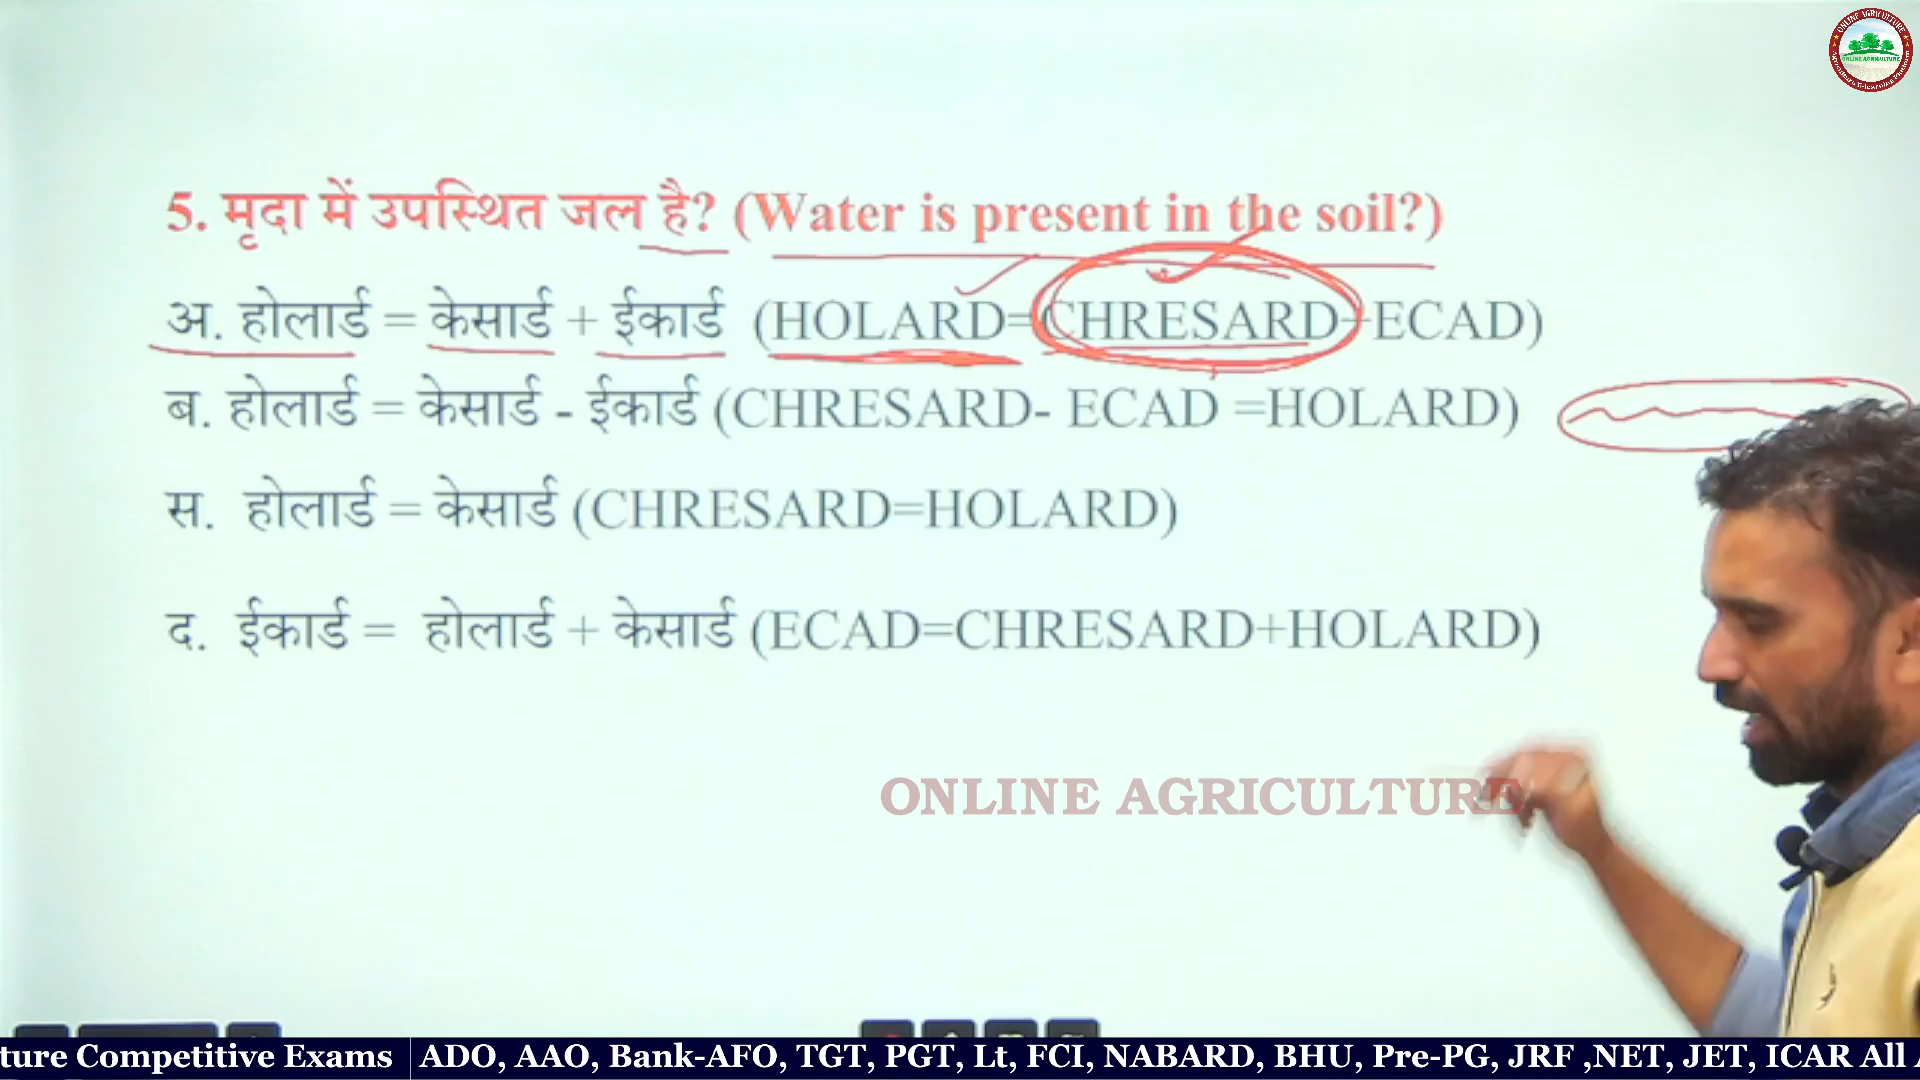 ONLINE AGRICULTURE
5. मृदा में उपस्थित जल है? (Water is present in the soil?)
अ. होलार्ड = केसार्ड + ईकार्ड (HOLARD=CHRESARD+ECAD)
ब. होलार्ड = केसार्ड - ईकार्ड (CHRESARD- ECAD =HOLARD)
स. होलार्ड = केसार्ड (CHRESARD=HOLARD)
द. ईकार्ड = होलार्ड + केसार्ड (ECAD=CHRESARD+HOLARD)
ONLINE AGRICULTURE
ture Competitive Exams ADO, AAO, Bank-AFO, TGT, PGT, Lt, FCI, NABARD, BHU, Pre-PG, JRF ,NET, JET, ICAR All